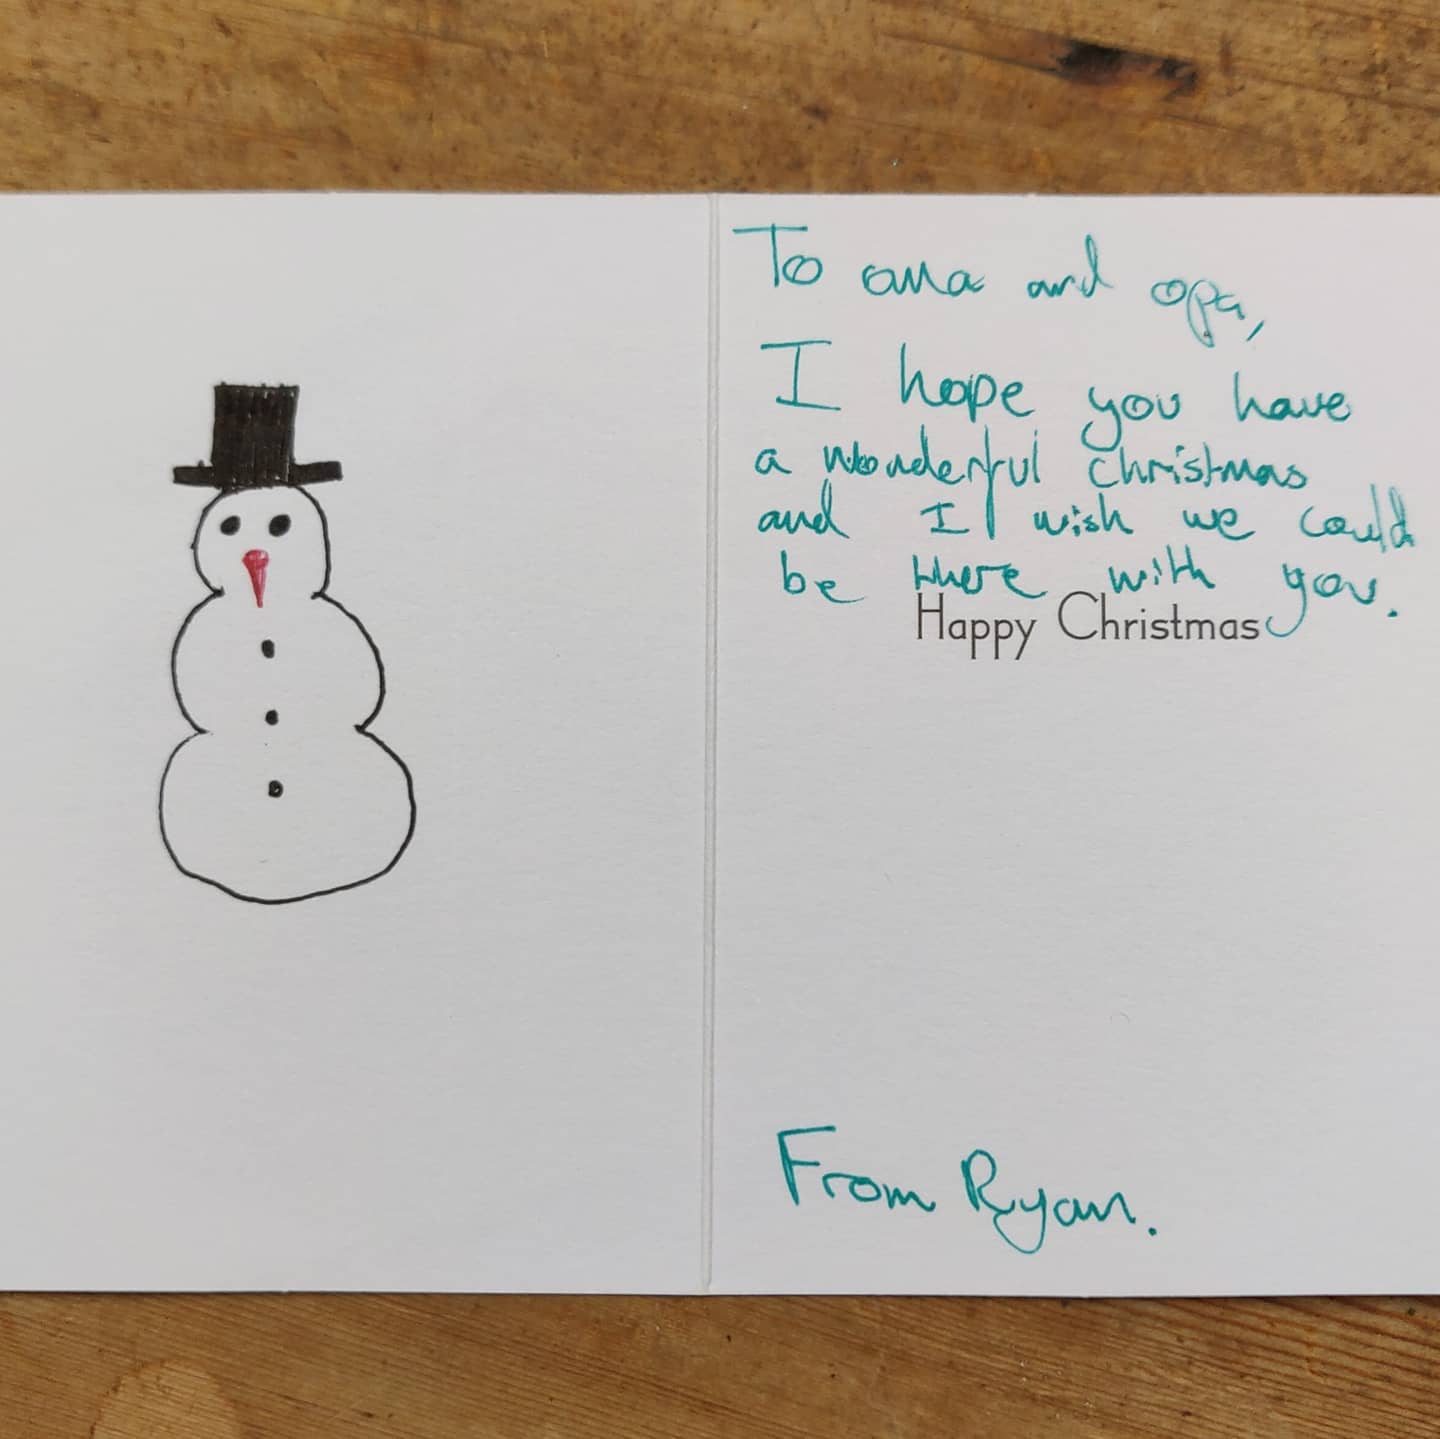 To oma and opa,
I hope you have
a wonderful christmas
and I wish we could
be there with you.
Happy Christmas
From Ryan.